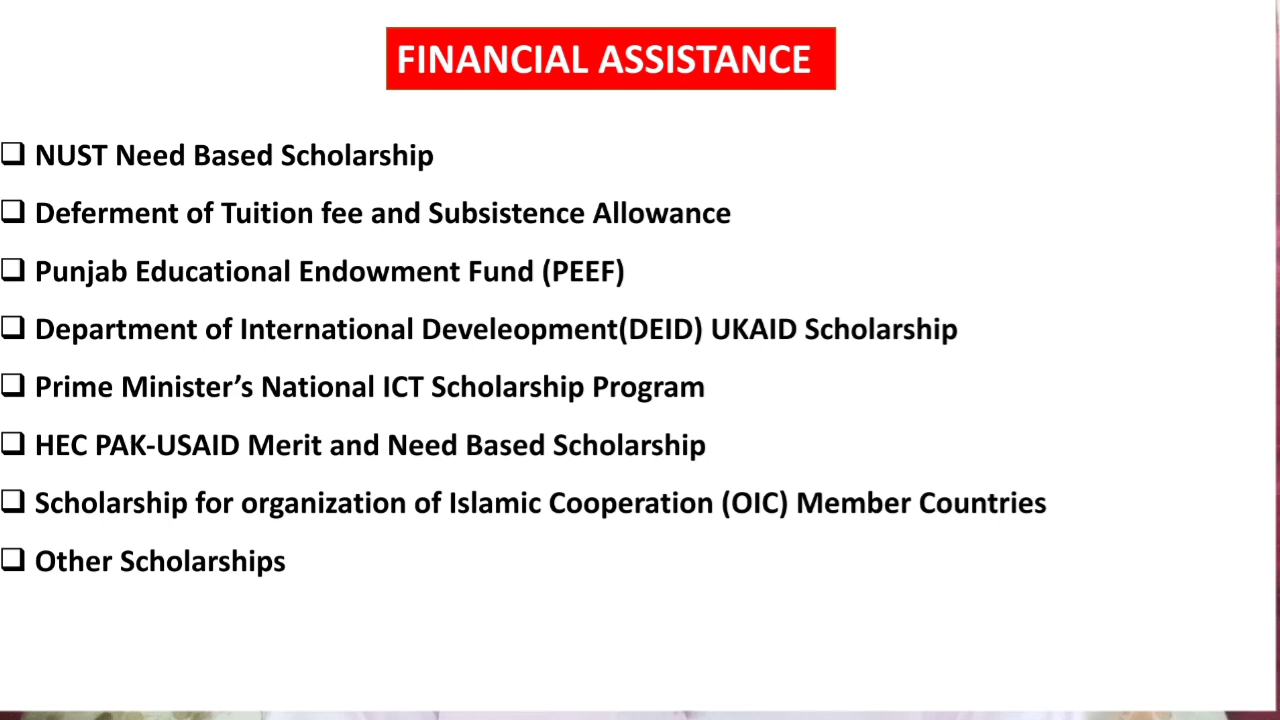 FINANCIAL ASSISTANCE
NUST Need Based Scholarship
Deferment of Tuition fee and Subsistence Allowance
Punjab Educational Endowment Fund (PEEF)
Department of International Develeopment(DEID) UKAID Scholarship
Prime Minister’s National ICT Scholarship Program
HEC PAK-USAID Merit and Need Based Scholarship
Scholarship for organization of Islamic Cooperation (OIC) Member Countries
Other Scholarships